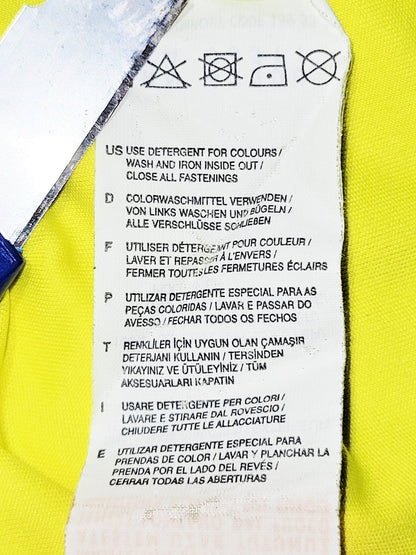 US USE DETERGENT FOR COLOURS /
WASH AND IRON INSIDE OUT /
CLOSE ALL FASTENINGS
D COLORWASCHMITTEL VERWENDEN /
VON LINKS WASCHEN UND BÜGELN /
ALLE VERSCHLÜSSE SCHLIEBEN
F UTILISER DÉTERGENT POUR COULEUR /
LAVER ET REPASSER À L'ENVERS /
FERMER TOUTES LES FERMETURES ÉCLAIRS
P UTILIZAR DETERGENTE ESPECIAL PARA AS
PEÇAS COLORIDAS / LAVAR E PASSAR DO
AVESSO / FECHAR TODOS OS FECHOS
T RENKLİLER İÇİN UYGUN OLAN ÇAMAŞIR
DETERJANI KULLANIN / TERSİNDEN
YIKAYINIZ VE ÜTÜLEYİNİZ / TÜM
AKSESUARLARI KAPATIN
I USARE DETERGENTE PER COLORI /
LAVARE E STIRARE DAL ROVESCIO /
CHIUDERE TUTTE LE ALLACCIATURE
E UTILIZAR DETERGENTE ESPECIAL PARA
PRENDAS DE COLOR / LAVAR Y PLANCHAR LA
PRENDA POR EL LADO DEL REVÉS /
CERRAR TODAS LAS ABERTURAS